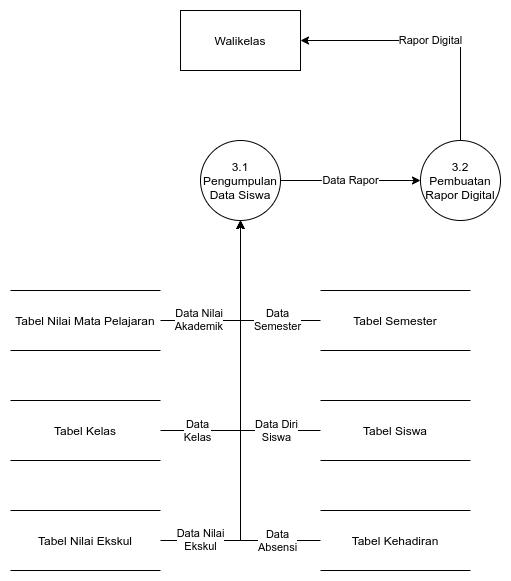 Walikelas
Rapor Digital
3.1
Pengumpulan
Data Siswa
Data Rapor
3.2
Pembuatan
Rapor Digital
Tabel Nilai Mata Pelajaran
Data Nilai
Akademik
Data
Semester
Tabel Semester
Tabel Kelas
Data
Kelas
Data Diri
Siswa
Tabel Siswa
Tabel Nilai Ekskul
Data Nilai
Ekskul
Data
Absensi
Tabel Kehadiran